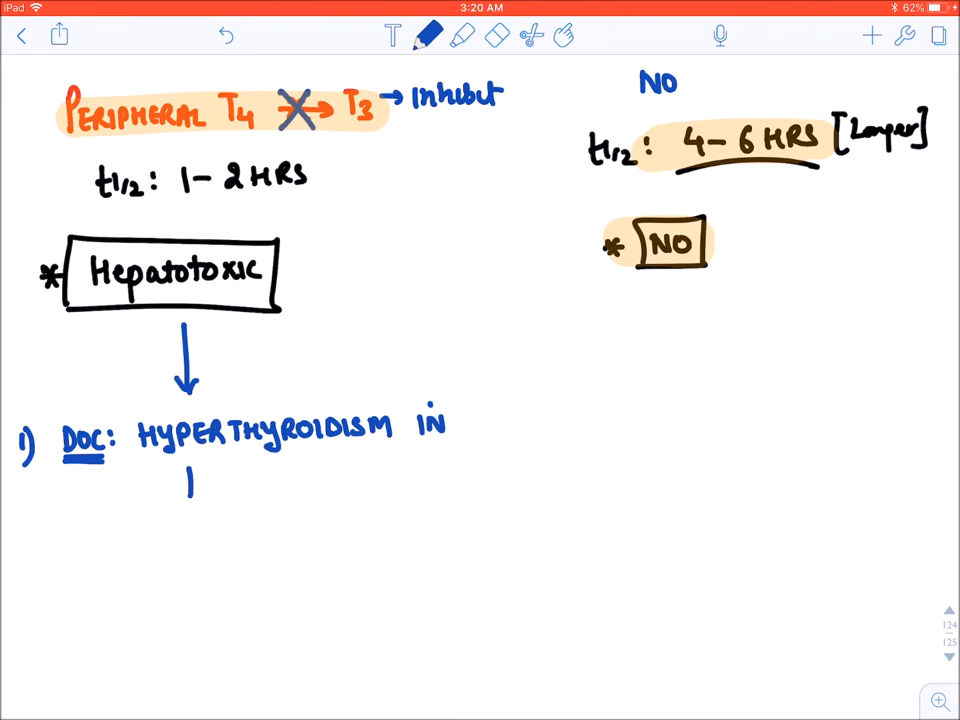 iPad 3:20 AM 62%
T
PERIPHERAL T4 → T3 → Inhibit
NO
t1/2: 1-2 HRS
t1/2: 4-6 HRS [Longer]
* Hepatotoxic
* NO
1) DOC: HYPERTHYROIDISM IN
124
125